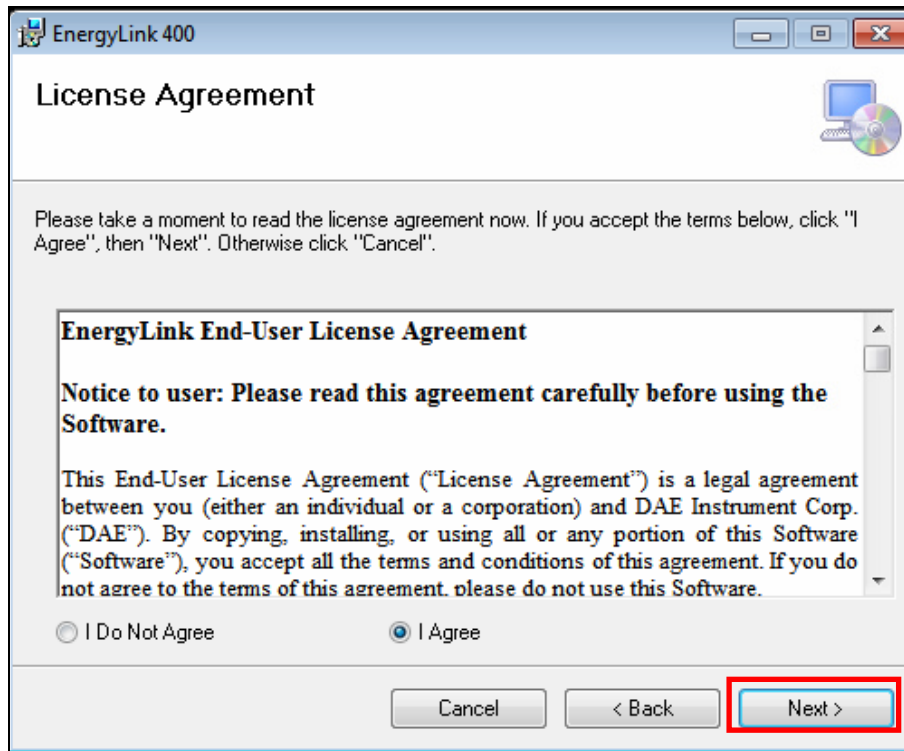 EnergyLink 400
License Agreement
Please take a moment to read the license agreement now. If you accept the terms below, click "I
Agree", then "Next". Otherwise click "Cancel".
EnergyLink End-User License Agreement
Notice to user: Please read this agreement carefully before using the
Software.
This End-User License Agreement (“License Agreement”) is a legal agreement
between you (either an individual or a corporation) and DAE Instrument Corp.
(“DAE”). By copying, installing, or using all or any portion of this Software
(“Software”), you accept all the terms and conditions of this agreement. If you do
not agree to the terms of this agreement, please do not use this Software.
I Do Not Agree
I Agree
Cancel
< Back
Next >